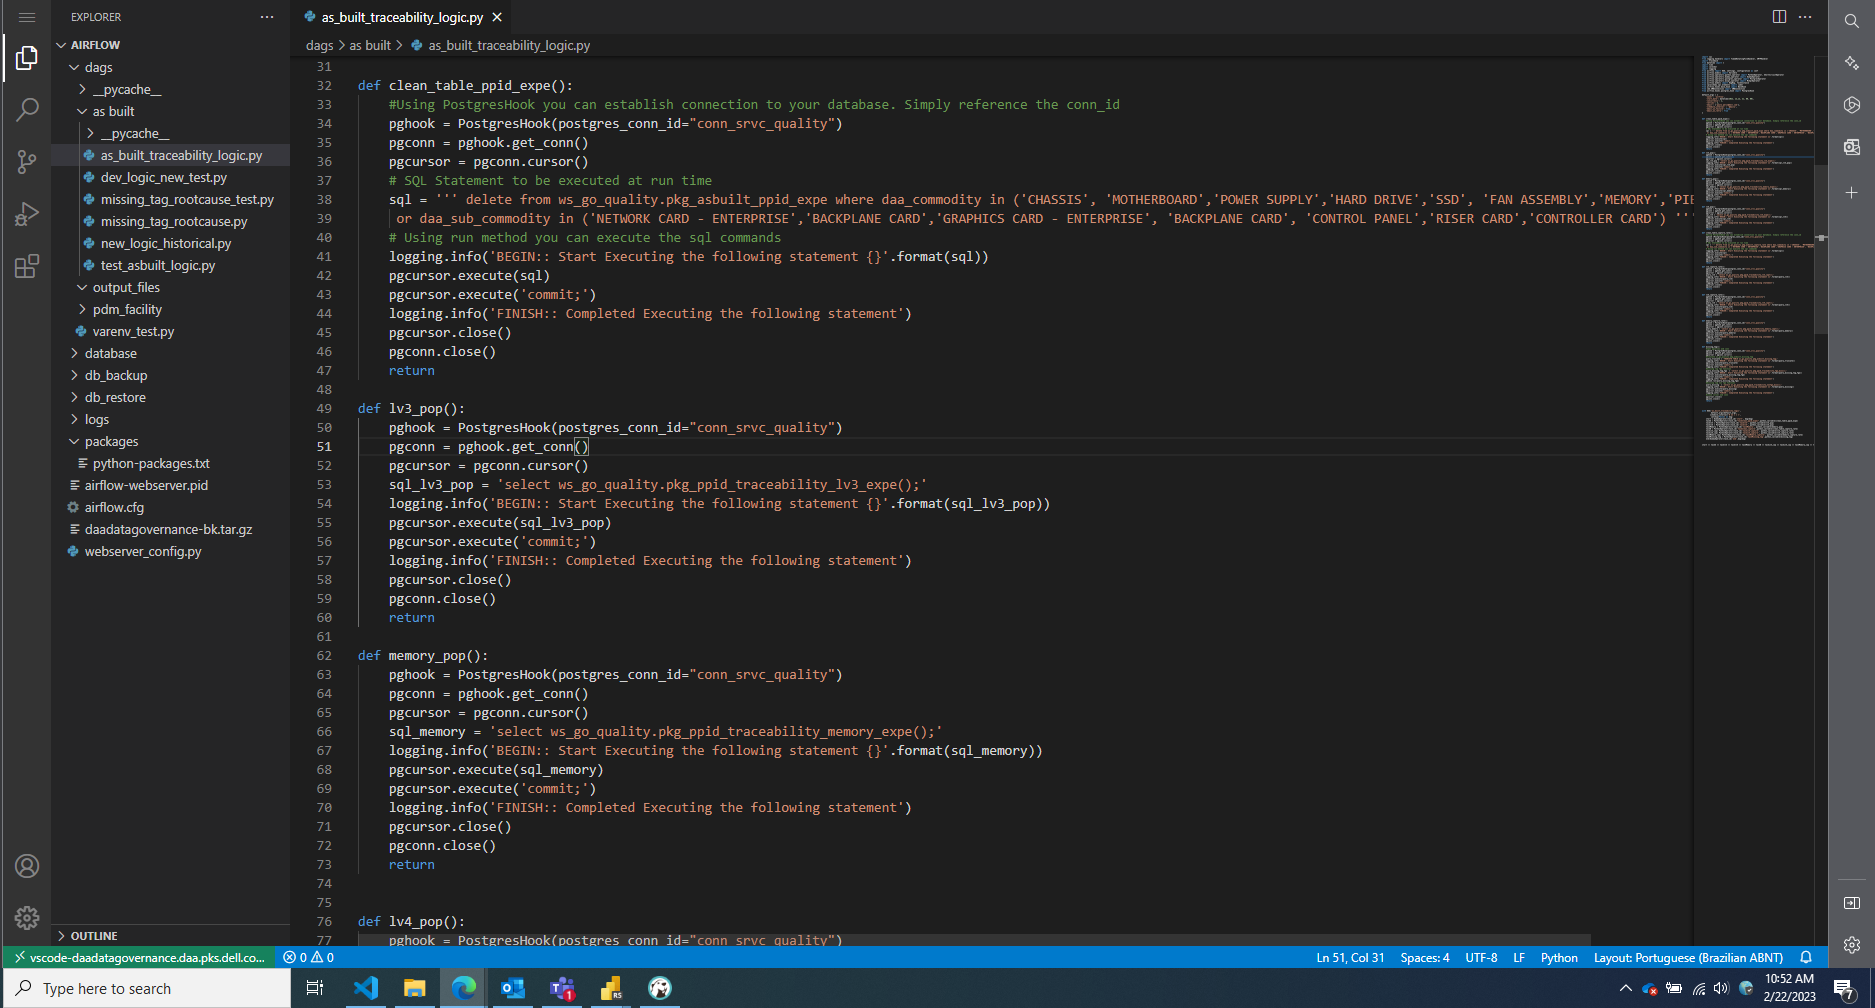 EXPLORER
···
as_built_traceability_logic.py
AIRFLOW
dags
__pycache__
as built
__pycache__
as_built_traceability_logic.py
dev_logic_new_test.py
missing_tag_rootcause_test.py
missing_tag_rootcause.py
new_logic_historical.py
test_asbuilt_logic.py
output_files
pdm_facility
varenv_test.py
database
db_backup
db_restore
logs
packages
python-packages.txt
airflow-webserver.pid
airflow.cfg
daadatagovernance-bk.tar.gz
webserver_config.py
OUTLINE
dags > as built > as_built_traceability_logic.py
31
32 def clean_table_ppid_expe():
33 #Using PostgresHook you can establish connection to your database. Simply reference the conn_id
34 pghook = PostgresHook(postgres_conn_id="conn_srvc_quality")
35 pgconn = pghook.get_conn()
36 pgcursor = pgconn.cursor()
37 # SQL Statement to be executed at run time
38 sql = ''' delete from ws_go_quality.pkg_asbuilt_ppid_expe where daa_commodity in ('CHASSIS', 'MOTHERBOARD','POWER SUPPLY','HARD DRIVE','SSD', 'FAN ASSEMBLY','MEMORY','PIE
39 or daa_sub_commodity in ('NETWORK CARD - ENTERPRISE','BACKPLANE CARD','GRAPHICS CARD - ENTERPRISE', 'BACKPLANE CARD', 'CONTROL PANEL','RISER CARD','CONTROLLER CARD') '''
40 # Using run method you can execute the sql commands
41 logging.info('BEGIN:: Start Executing the following statement {}'.format(sql))
42 pgcursor.execute(sql)
43 pgcursor.execute('commit;')
44 logging.info('FINISH:: Completed Executing the following statement')
45 pgcursor.close()
46 pgconn.close()
47 return
48
49 def lv3_pop():
50 pghook = PostgresHook(postgres_conn_id="conn_srvc_quality")
51 pgconn = pghook.get_conn()
52 pgcursor = pgconn.cursor()
53 sql_lv3_pop = 'select ws_go_quality.pkg_ppid_traceability_lv3_expe();'
54 logging.info('BEGIN:: Start Executing the following statement {}'.format(sql_lv3_pop))
55 pgcursor.execute(sql_lv3_pop)
56 pgcursor.execute('commit;')
57 logging.info('FINISH:: Completed Executing the following statement')
58 pgcursor.close()
59 pgconn.close()
60 return
61
62 def memory_pop():
63 pghook = PostgresHook(postgres_conn_id="conn_srvc_quality")
64 pgconn = pghook.get_conn()
65 pgcursor = pgconn.cursor()
66 sql_memory = 'select ws_go_quality.pkg_ppid_traceability_memory_expe();'
67 logging.info('BEGIN:: Start Executing the following statement {}'.format(sql_memory))
68 pgcursor.execute(sql_memory)
69 pgcursor.execute('commit;')
70 logging.info('FINISH:: Completed Executing the following statement')
71 pgcursor.close()
72 pgconn.close()
73 return
74
75
76 def lv4_pop():
77 pghook = PostgresHook(postgres_conn_id="conn_srvc_quality")
vscode-daadatagovernance.daa.pks.dell.co... 0 0 Ln 51, Col 31 Spaces: 4 UTF-8 LF Python Layout: Portuguese (Brazilian ABNT)
Type here to search
1
RS
10:52 AM
2/22/2023
7